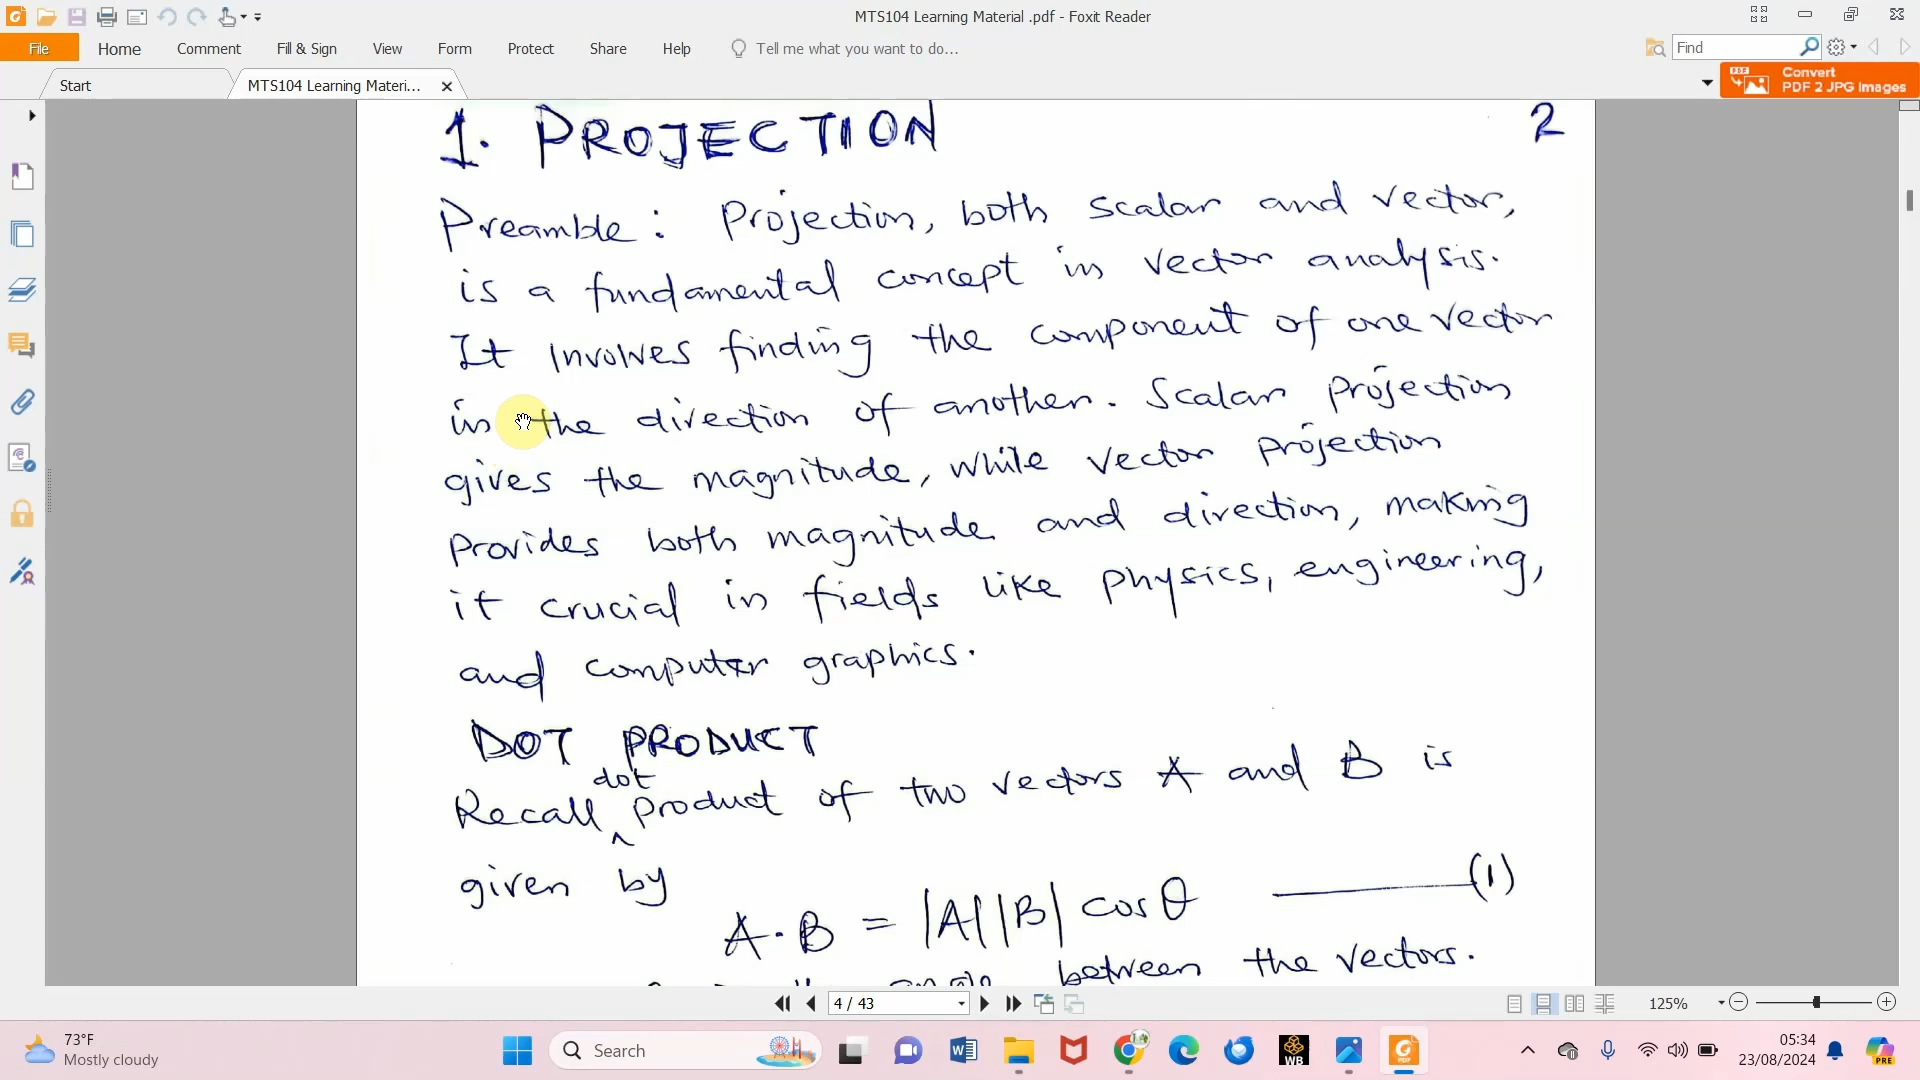 MTS104 Learning Material .pdf - Foxit Reader
File Home Comment Fill & Sign View Form Protect Share Help Tell me what you want to do... Find
Start MTS104 Learning Materi... Convert
PDF 2 JPG Images
1. PROJECTION 2
Preamble: Projection, both scalar and vector,
is a fundamental concept in vector analysis.
It involves finding the component of one vector
in the direction of another. Scalar projection
gives the magnitude, while vector projection
provides both magnitude and direction, making
it crucial in fields like physics, engineering,
and computer graphics.
DOT PRODUCT
dot
Recall ^ product of two vectors A and B is
given by
A·B = |A||B| cosθ (1)
angle between the vectors.
4 / 43 125%
73°F
Mostly cloudy
Search
WB
PDF
05:34
23/08/2024
PRE